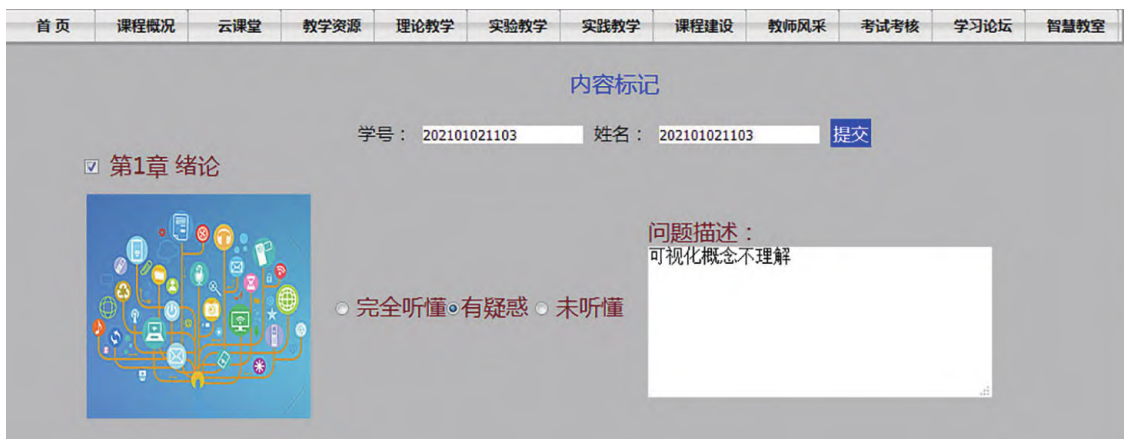 首 页 课程概况 云课堂 教学资源 理论教学 实验教学 实践教学 课程建设 教师风采 考试考核 学习论坛 智慧教室
内容标记
学号： 202101021103 姓名： 202101021103 提交
第1章 绪论
问题描述：
可视化概念不理解
完全听懂 有疑惑 未听懂